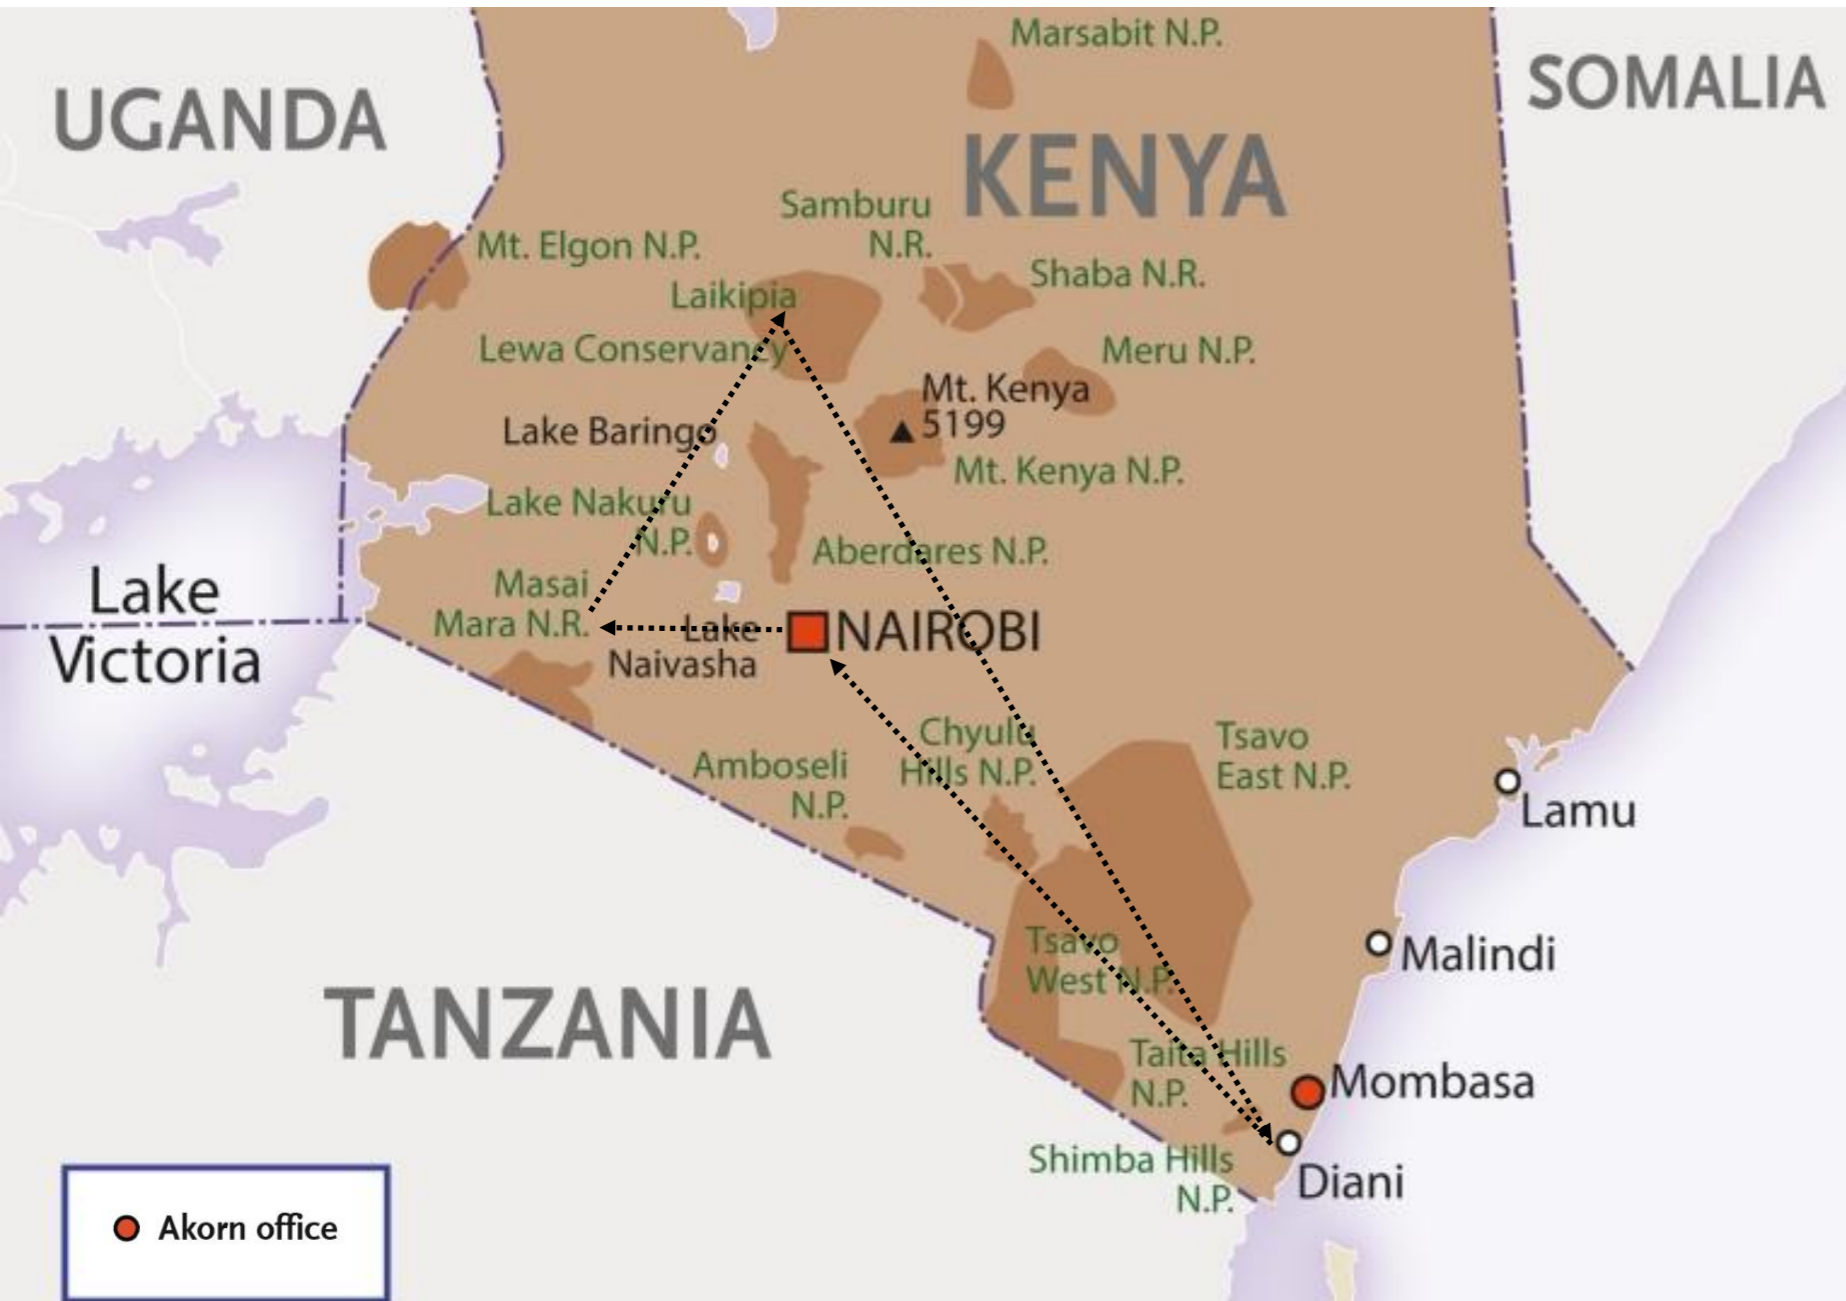 Marsabit N.P.
SOMALIA
UGANDA
KENYA
Samburu
N.R.
Mt. Elgon N.P.
Shaba N.R.
Laikipia
Lewa Conservancy
Meru N.P.
Mt. Kenya
5199
Lake Baringo
Mt. Kenya N.P.
Lake Nakuru
N.P.
Aberdares N.P.
Masai
Mara N.R.
Lake
Victoria
Lake
Naivasha
NAIROBI
Chyulu
Hills N.P.
Tsavo
East N.P.
Amboseli
N.P.
Lamu
Tsavo
West N.P.
Malindi
TANZANIA
Taita Hills
N.P.
Mombasa
Shimba Hills
N.P.
Diani
Akorn office